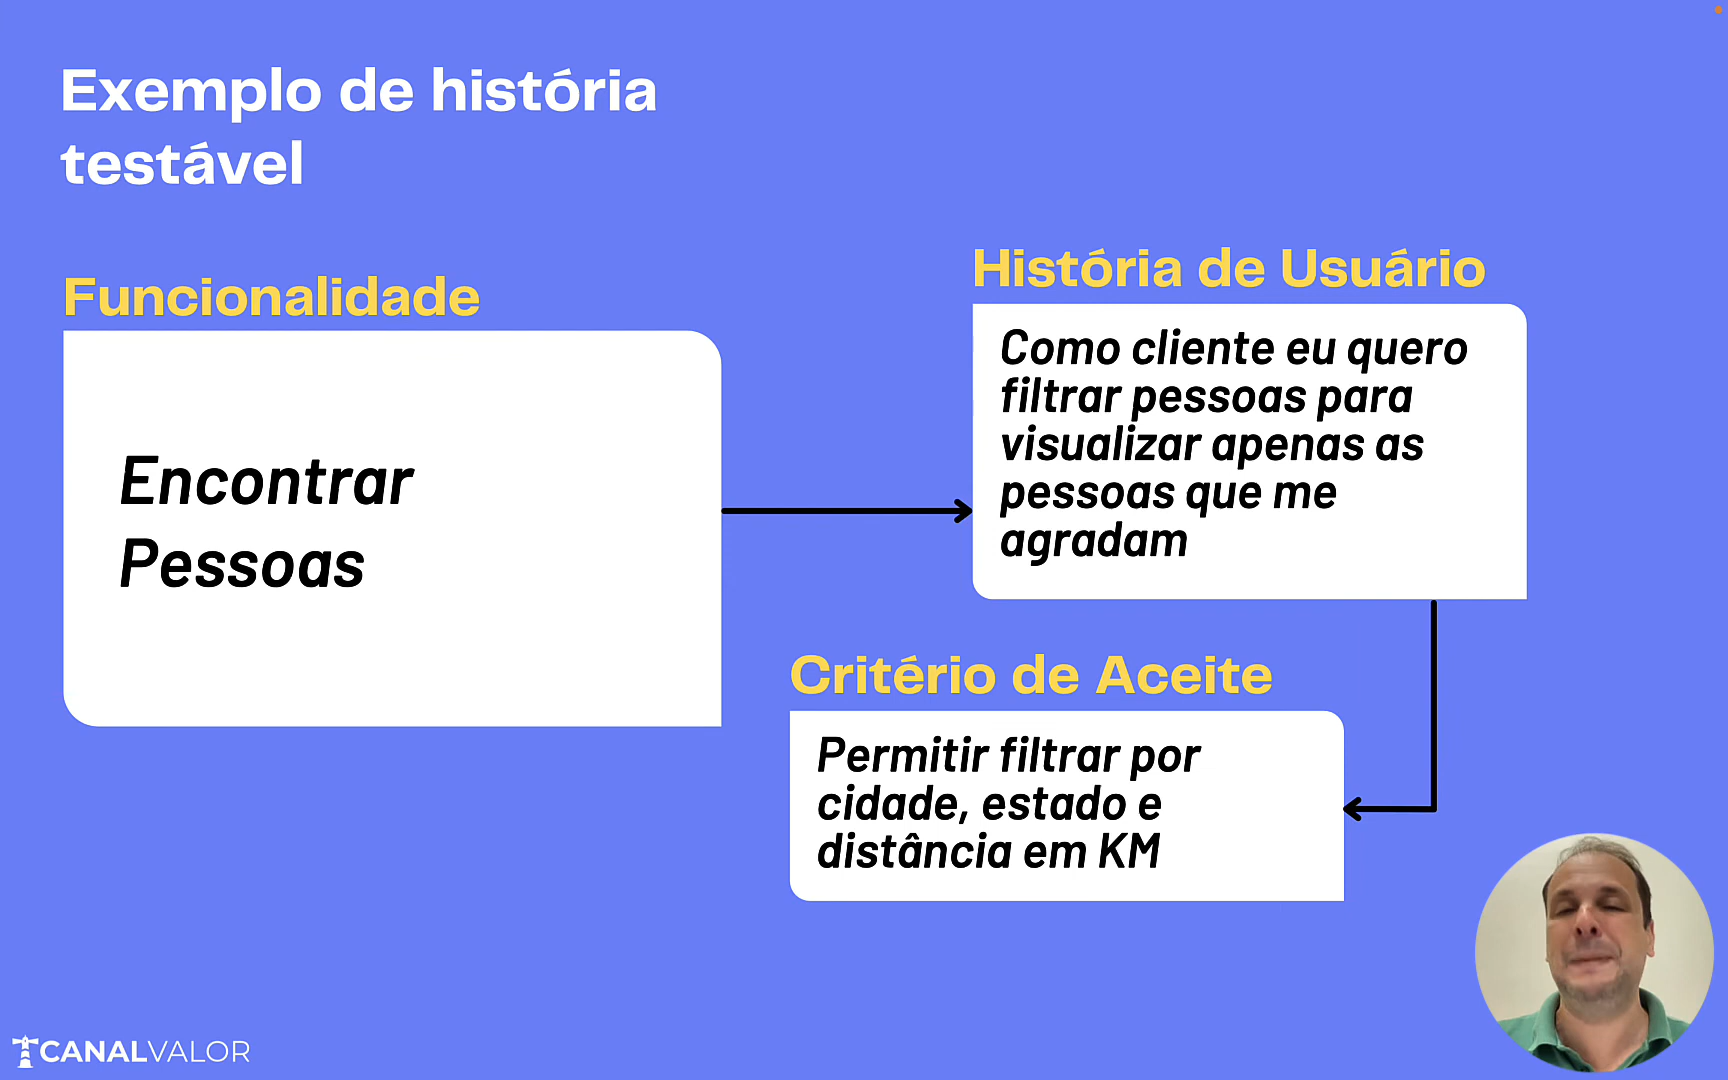 Exemplo de história
testável
Funcionalidade
Encontrar
Pessoas
História de Usuário
Como cliente eu quero
filtrar pessoas para
visualizar apenas as
pessoas que me
agradam
Critério de Aceite
Permitir filtrar por
cidade, estado e
distância em KM
CANALVALOR